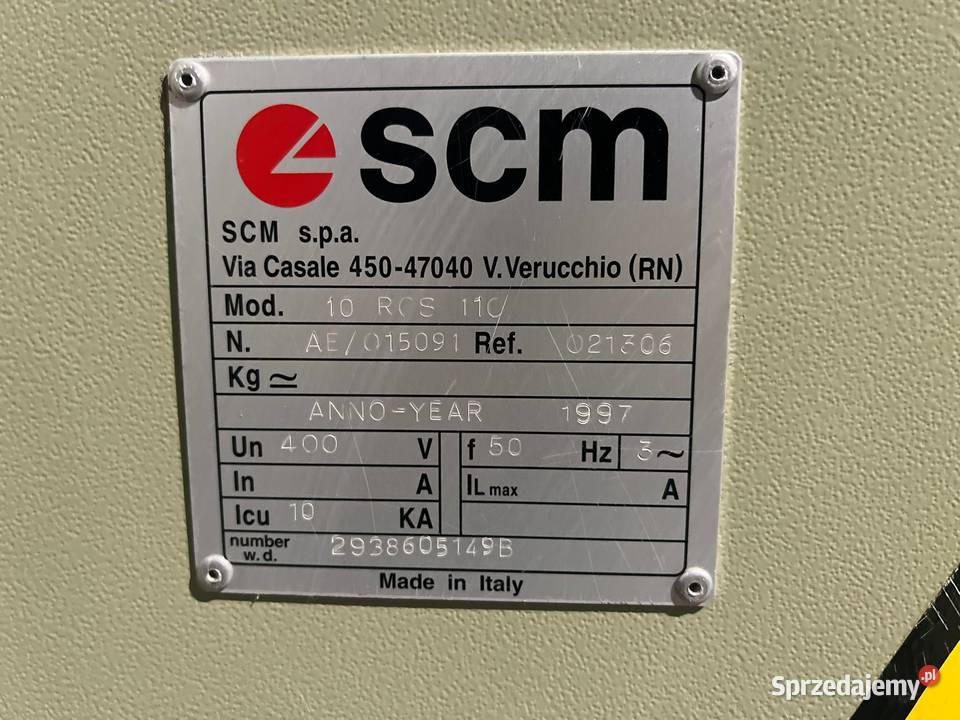 scm
SCM s.p.a.
Via Casale 450-47040 V.Verucchio (RN)
Mod. 10 RCS 110
N. AE/015091 Ref. 021306
Kg ≃
ANNO-YEAR 1997
Un 400 V f 50 Hz 3~
In A IL max A
Icu 10 KA
number w.d. 2938605149B
Made in Italy
Sprzedajemy.pl